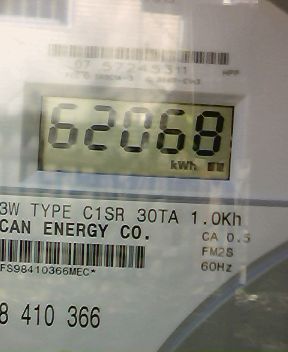 62068
kWh
3W TYPE C1SR 30TA 1.0Kh
CAN ENERGY CO.
CA 0.5
FM2S
60Hz
FS98410366MEC*
8 410 366